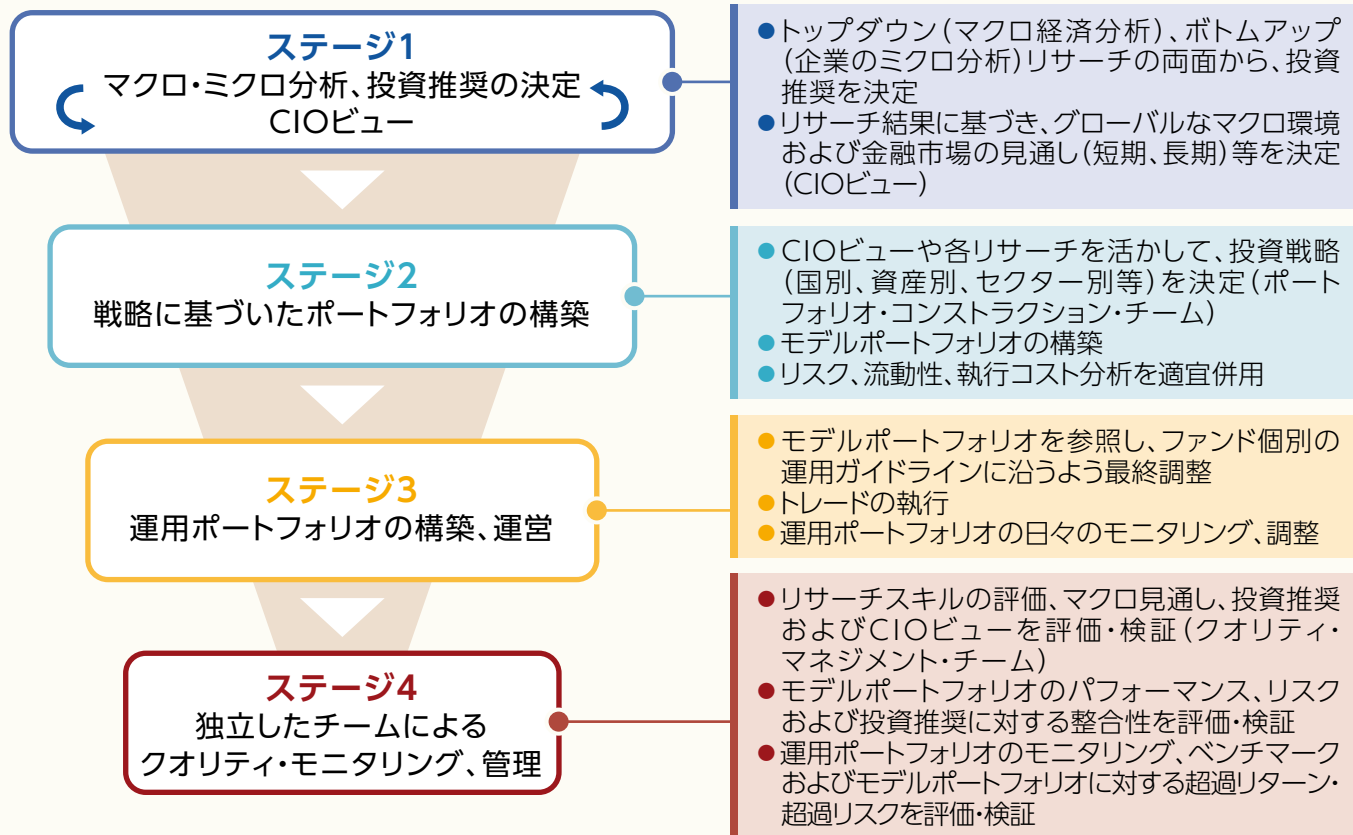 ステージ1
マクロ・ミクロ分析、投資推奨の決定
CIOビュー
●トップダウン(マクロ経済分析)、ボトムアップ
(企業のミクロ分析)リサーチの両面から、投資
推奨を決定
●リサーチ結果に基づき、グローバルなマクロ環境
および金融市場の見通し(短期、長期)等を決定
(CIOビュー)
ステージ2
戦略に基づいたポートフォリオの構築
●CIOビューや各リサーチを活かして、投資戦略
(国別、資産別、セクター別等)を決定(ポート
フォリオ・コンストラクション・チーム)
●モデルポートフォリオの構築
●リスク、流動性、執行コスト分析を適宜併用
ステージ3
運用ポートフォリオの構築、運営
●モデルポートフォリオを参照し、ファンド個別の
運用ガイドラインに沿うよう最終調整
●トレードの執行
●運用ポートフォリオの日々のモニタリング、調整
ステージ4
独立したチームによる
クオリティ・モニタリング、管理
●リサーチスキルの評価、マクロ見通し、投資推奨
およびCIOビューを評価・検証(クオリティ・
マネジメント・チーム)
●モデルポートフォリオのパフォーマンス、リスク
および投資推奨に対する整合性を評価・検証
●運用ポートフォリオのモニタリング、ベンチマーク
およびモデルポートフォリオに対する超過リターン・
超過リスクを評価・検証